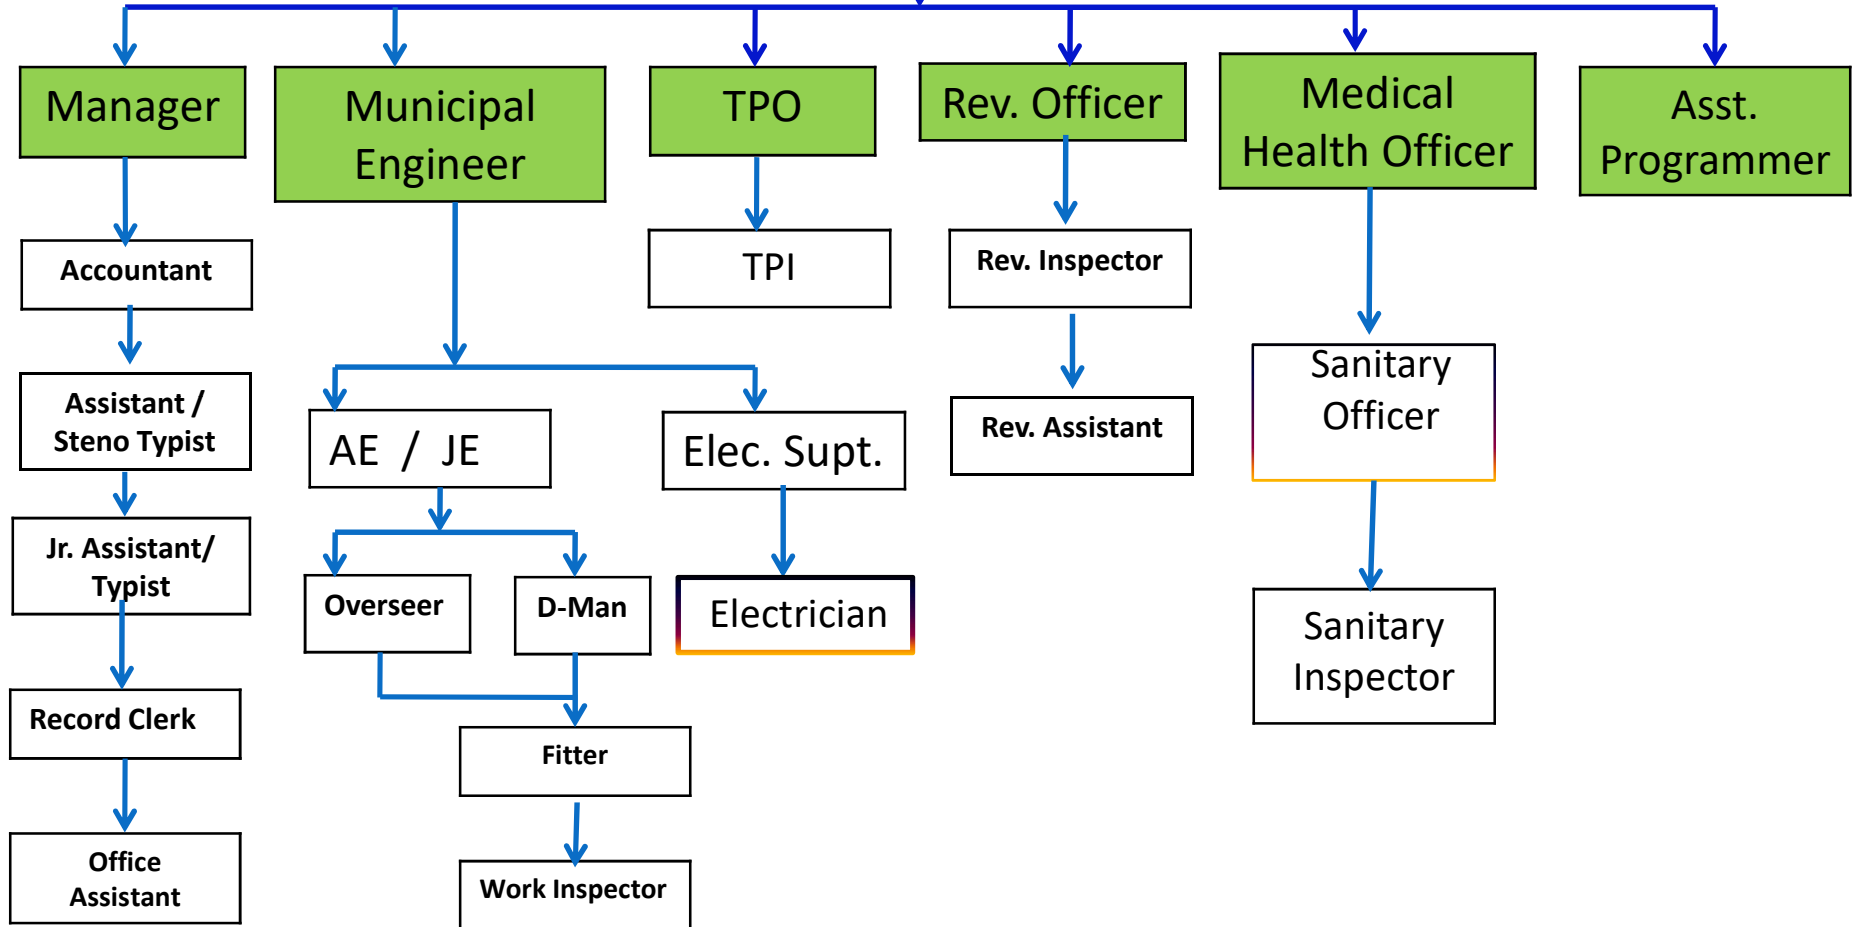 Manager
Municipal
Engineer
TPO
Rev. Officer
Medical
Health Officer
Asst.
Programmer
Accountant
TPI
Rev. Inspector
Assistant /
Steno Typist
AE / JE
Elec. Supt.
Rev. Assistant
Sanitary
Officer
Jr. Assistant/
Typist
Overseer
D-Man
Electrician
Sanitary
Inspector
Record Clerk
Fitter
Office
Assistant
Work Inspector